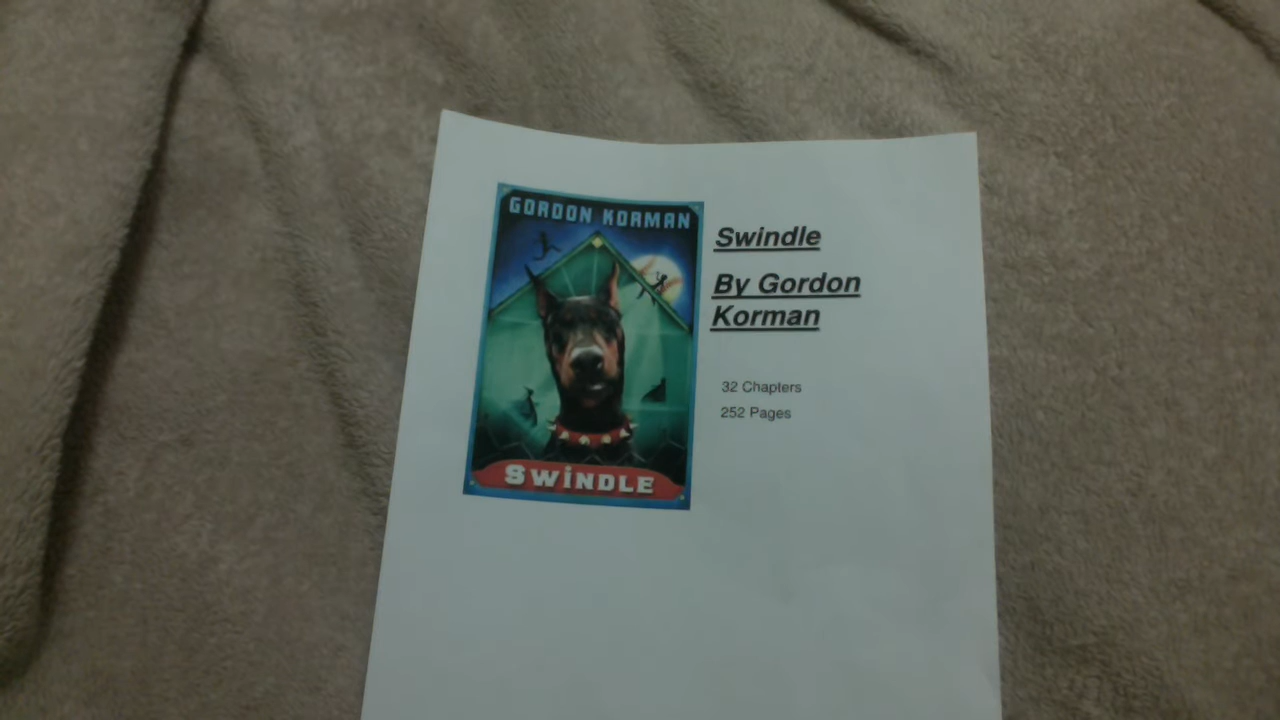 GORDON KORMAN
SWiNDLE
Swindle
By Gordon
Korman
32 Chapters
252 Pages